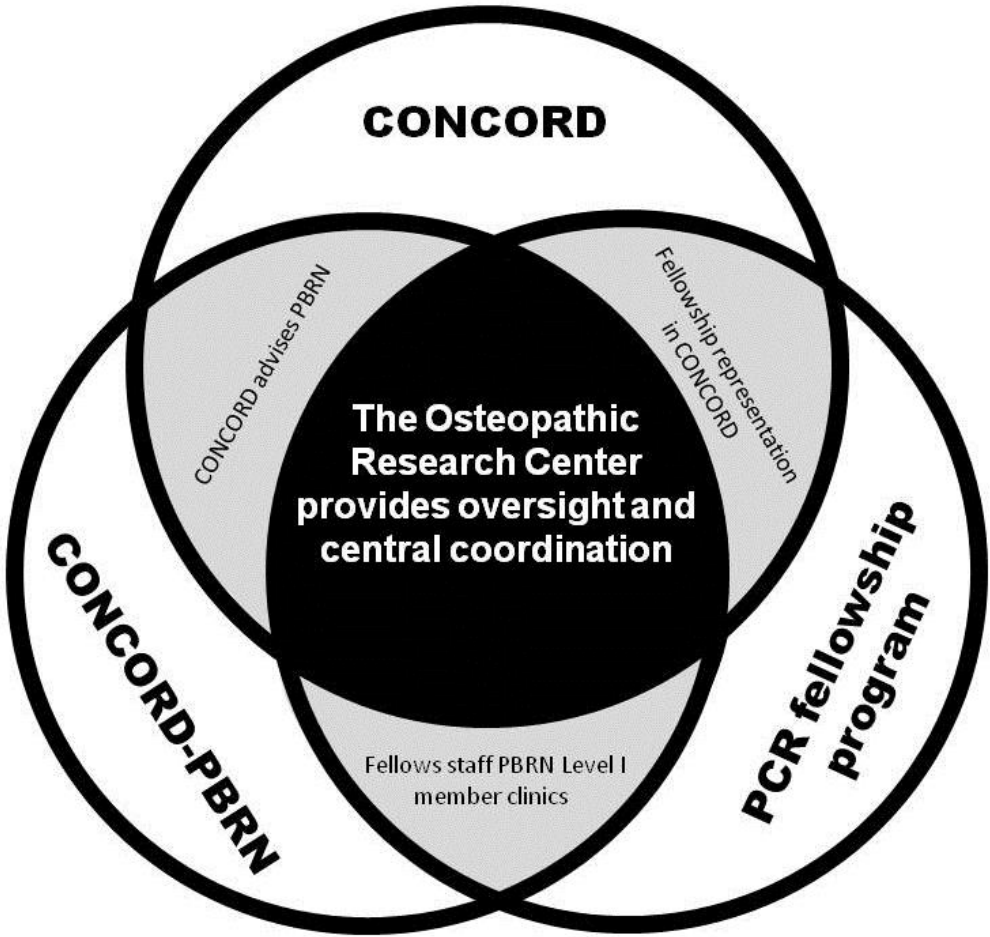 CONCORD
CONCORD advises PBRN
Fellowship representation
in CONCORD
The Osteopathic
Research Center
provides oversight and
central coordination
CONCORD-PBRN
PCR fellowship
program
Fellows staff PBRN Level I
member clinics